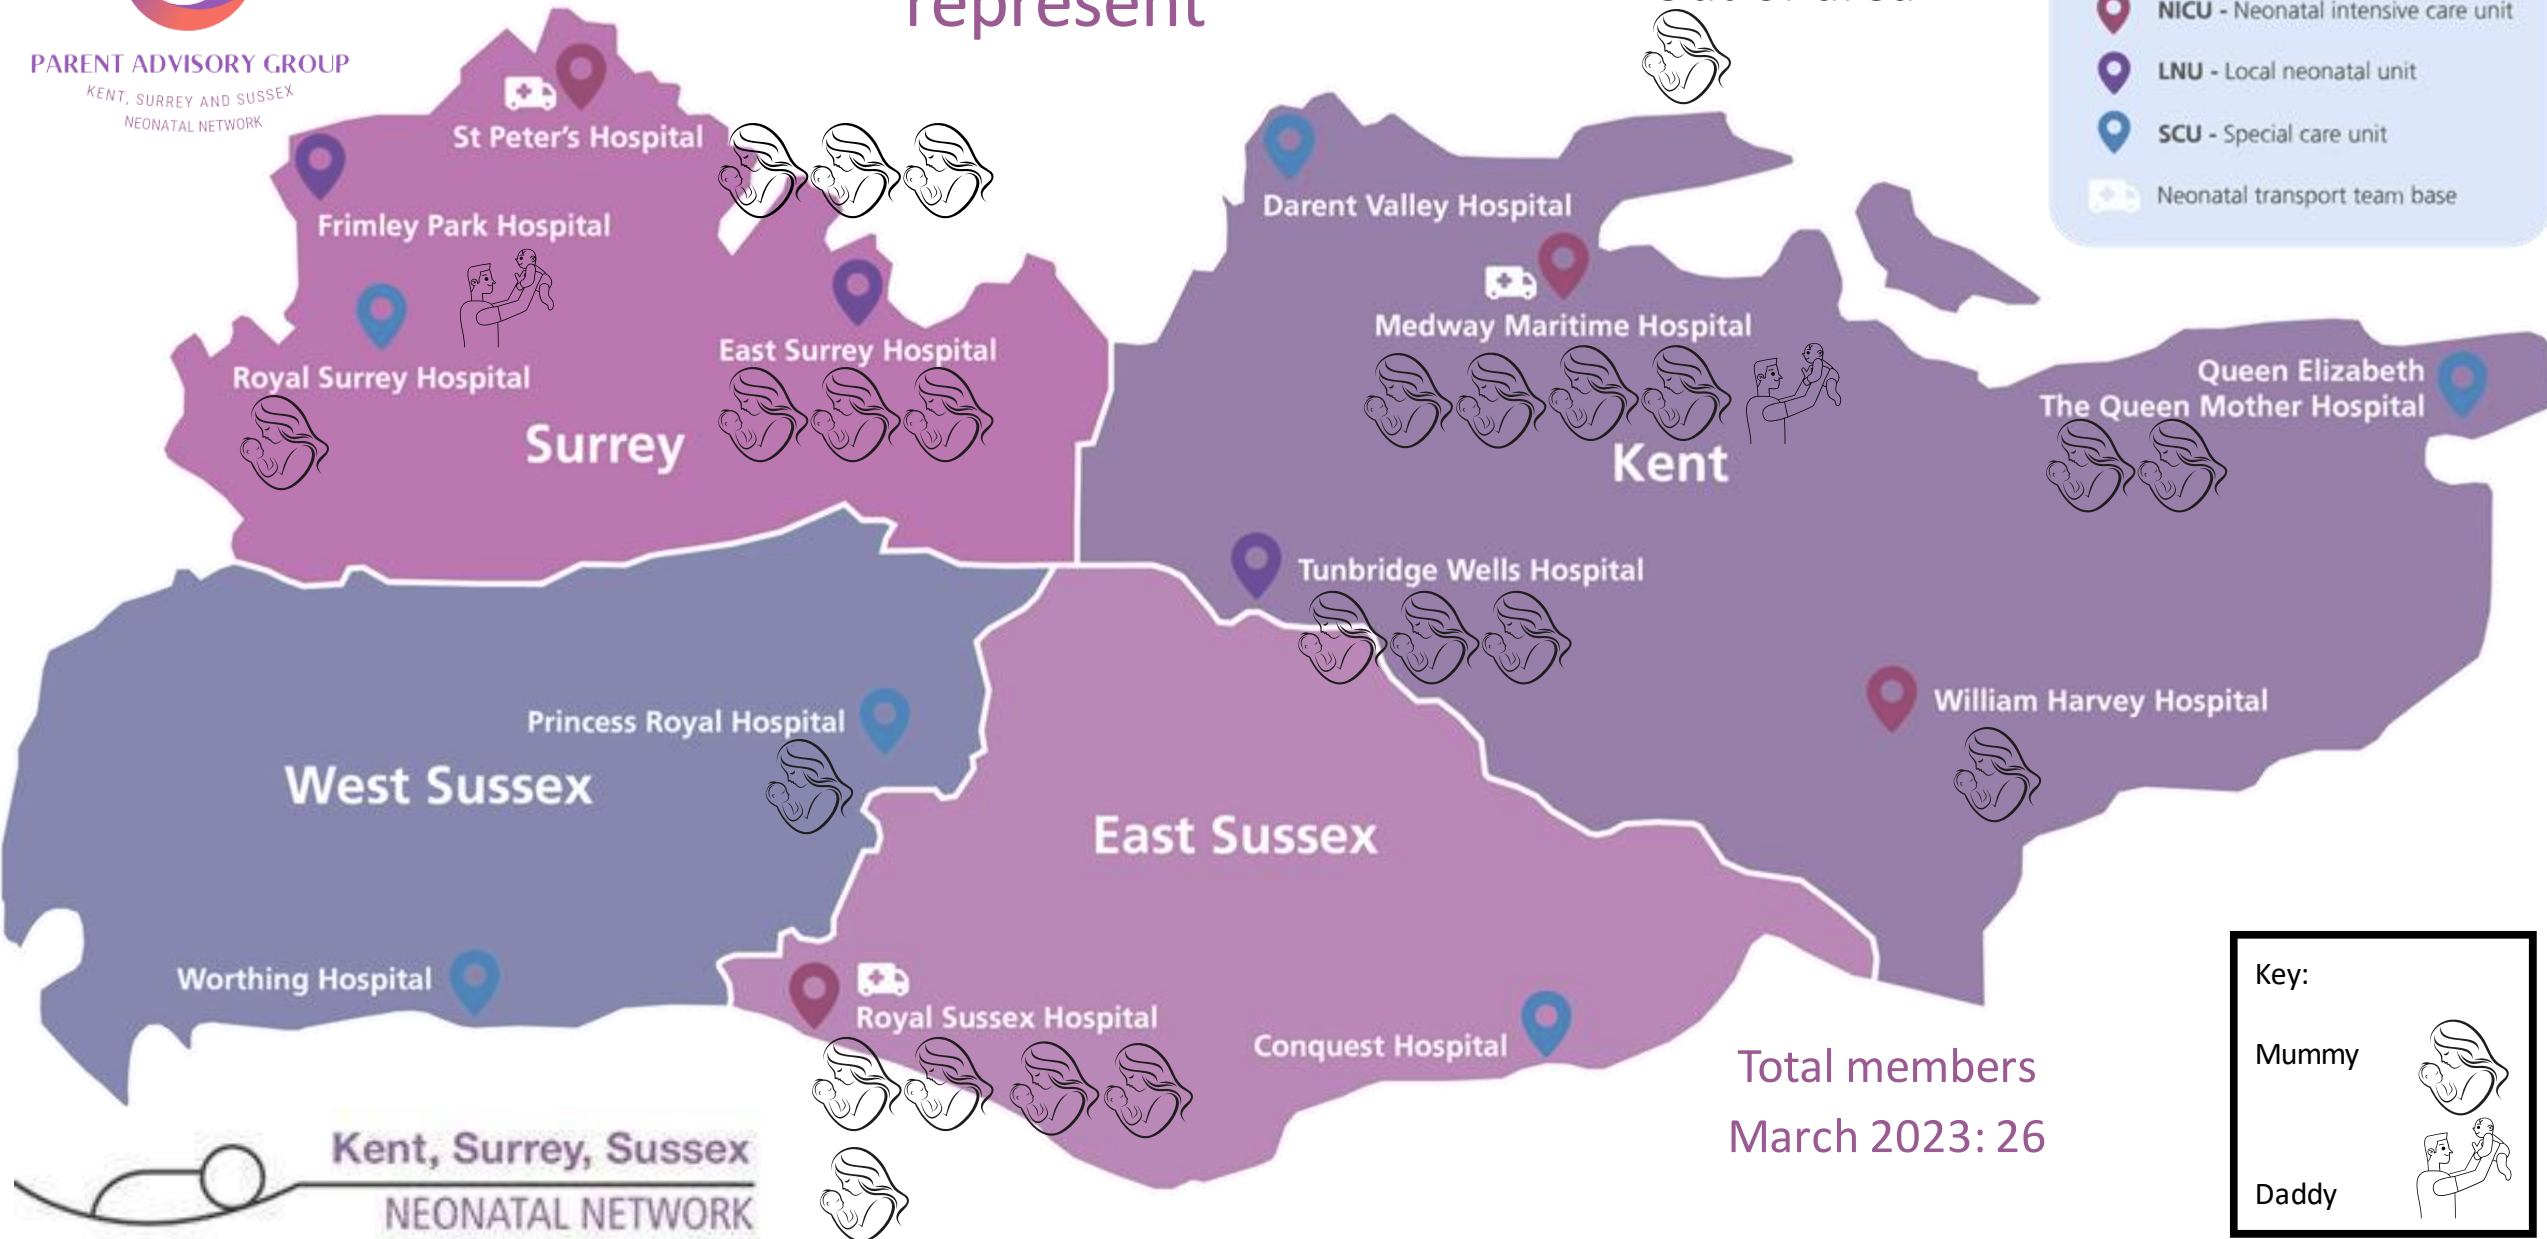 represent
NICU - Neonatal intensive care unit
LNU - Local neonatal unit
SCU - Special care unit
Neonatal transport team base
PARENT ADVISORY GROUP
KENT, SURREY AND SUSSEX
NEONATAL NETWORK
St Peter's Hospital
Frimley Park Hospital
Royal Surrey Hospital
East Surrey Hospital
Surrey
Darent Valley Hospital
Medway Maritime Hospital
Kent
Queen Elizabeth
The Queen Mother Hospital
Tunbridge Wells Hospital
William Harvey Hospital
Princess Royal Hospital
West Sussex
East Sussex
Worthing Hospital
Royal Sussex Hospital
Conquest Hospital
Total members
March 2023: 26
Key:
Mummy
Daddy
Kent, Surrey, Sussex
NEONATAL NETWORK